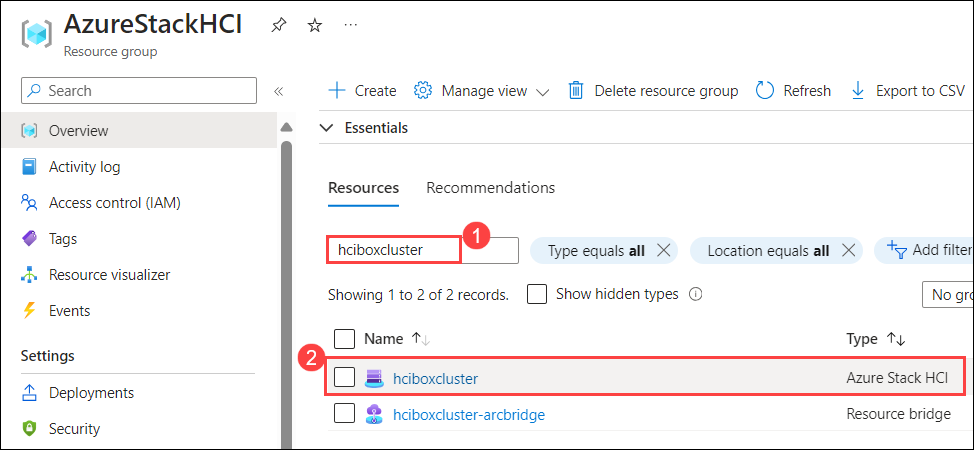 AzureStackHCI
Resource group
Search
Overview
Activity log
Access control (IAM)
Tags
Resource visualizer
Events
Settings
Deployments
Security
Create Manage view Delete resource group Refresh Export to CSV
Essentials
Resources Recommendations
hciboxcluster 1 Type equals all Location equals all Add filter
Showing 1 to 2 of 2 records. Show hidden types No gro
Name Type
2 hciboxcluster Azure Stack HCI
hciboxcluster-arcbridge Resource bridge